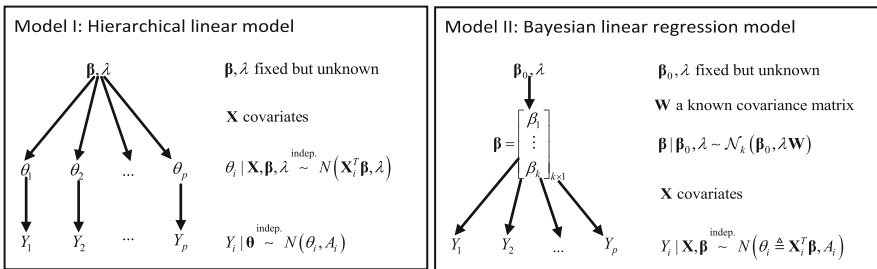 Model I: Hierarchical linear model
β, λ
β, λ fixed but unknown
X covariates
θ₁ θ₂ ... θₚ
θᵢ | X, β, λ indep. ~ N(Xᵢᵀβ, λ)
Y₁ Y₂ ... Yₚ
Yᵢ | θ indep. ~ N(θᵢ, Aᵢ)
Model II: Bayesian linear regression model
β₀, λ
β₀, λ fixed but unknown
W a known covariance matrix
β = [β₁ ⋮ βₖ]ₖₓ₁
β | β₀, λ ~ 𝒩ₖ(β₀, λW)
X covariates
Y₁ Y₂ ... Yₚ
Yᵢ | X, β indep. ~ N(θᵢ ≜ Xᵢᵀβ, Aᵢ)